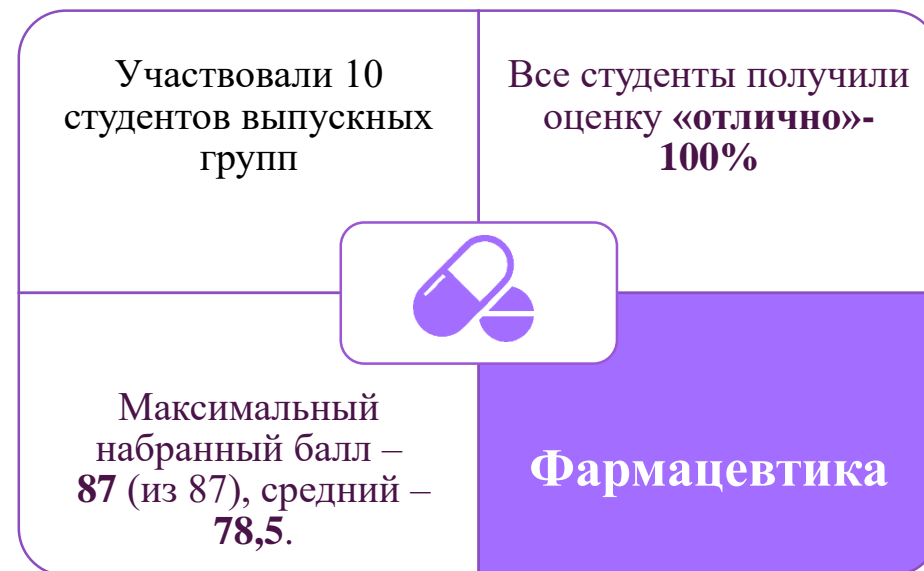 Участвовали 10
студентов выпускных
групп
Все студенты получили
оценку «отлично»-
100%
Максимальный
набранный балл –
87 (из 87), средний –
78,5.
Фармацевтика